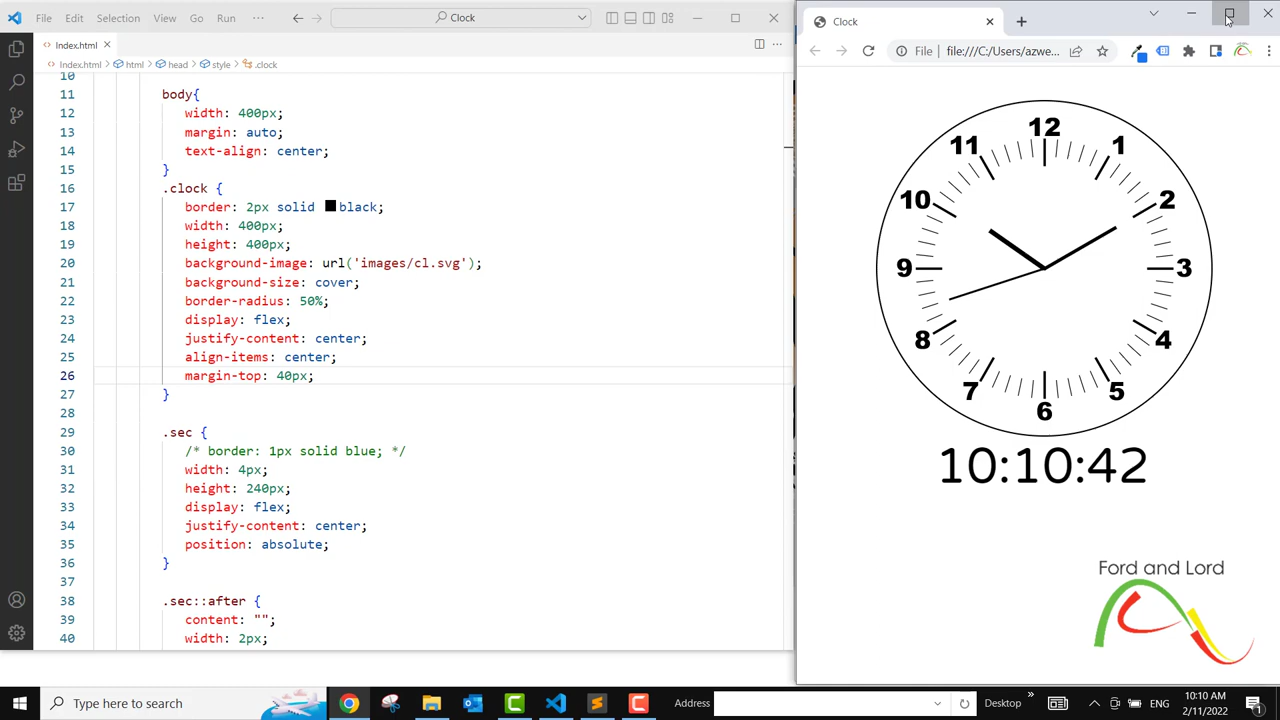 File Edit Selection View Go Run ···
Clock
Index.html
Index.html > html > head > style > .clock
10
11 body{
12 width: 400px;
13 margin: auto;
14 text-align: center;
15 }
16 .clock {
17 border: 2px solid black;
18 width: 400px;
19 height: 400px;
20 background-image: url('images/cl.svg');
21 background-size: cover;
22 border-radius: 50%;
23 display: flex;
24 justify-content: center;
25 align-items: center;
26 margin-top: 40px;
27 }
28
29 .sec {
30 /* border: 1px solid blue; */
31 width: 4px;
32 height: 240px;
33 display: flex;
34 justify-content: center;
35 position: absolute;
36 }
37
38 .sec::after {
39 content: "";
40 width: 2px;
Clock
File file:///C:/Users/azwe...
12
11 1
10 2
9 3
8 4
7 5
6
10:10:42
Ford and Lord
Type here to search
Address
Desktop
ENG
10:10 AM
2/11/2022
1